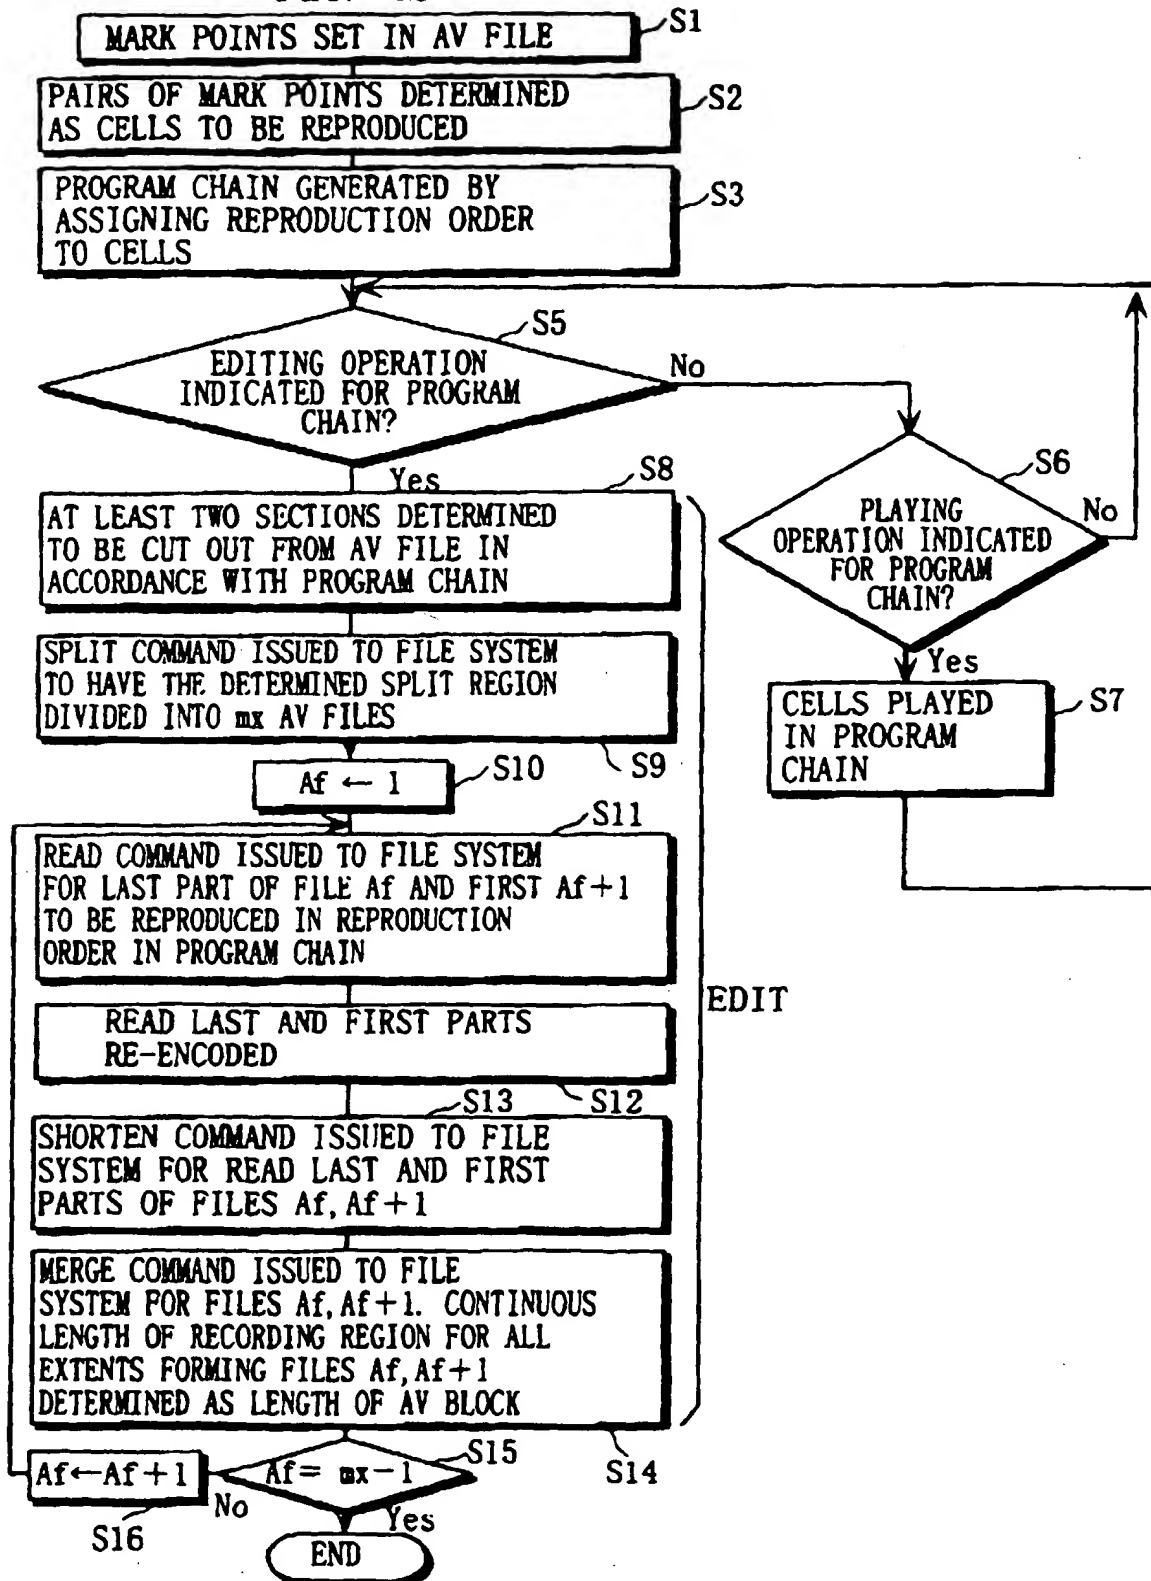 MARK POINTS SET IN AV FILE
S1
PAIRS OF MARK POINTS DETERMINED
AS CELLS TO BE REPRODUCED
S2
PROGRAM CHAIN GENERATED BY
ASSIGNING REPRODUCTION ORDER
TO CELLS
S3
S5
EDITING OPERATION
INDICATED FOR PROGRAM
CHAIN?
No
Yes
S6
PLAYING
OPERATION INDICATED
FOR PROGRAM
CHAIN?
No
Yes
S7
CELLS PLAYED
IN PROGRAM
CHAIN
S8
AT LEAST TWO SECTIONS DETERMINED
TO BE CUT OUT FROM AV FILE IN
ACCORDANCE WITH PROGRAM CHAIN
SPLIT COMMAND ISSUED TO FILE SYSTEM
TO HAVE THE DETERMINED SPLIT REGION
DIVIDED INTO mx AV FILES
S9
Af ← 1
S10
S11
READ COMMAND ISSUED TO FILE SYSTEM
FOR LAST PART OF FILE Af AND FIRST Af+1
TO BE REPRODUCED IN REPRODUCTION
ORDER IN PROGRAM CHAIN
EDIT
READ LAST AND FIRST PARTS
RE-ENCODED
S12
S13
SHORTEN COMMAND ISSUED TO FILE
SYSTEM FOR READ LAST AND FIRST
PARTS OF FILES Af, Af+1
MERGE COMMAND ISSUED TO FILE
SYSTEM FOR FILES Af, Af+1. CONTINUOUS
LENGTH OF RECORDING REGION FOR ALL
EXTENTS FORMING FILES Af, Af+1
DETERMINED AS LENGTH OF AV BLOCK
S14
S15
Af= mx-1
No
Af←Af+1
S16
Yes
END